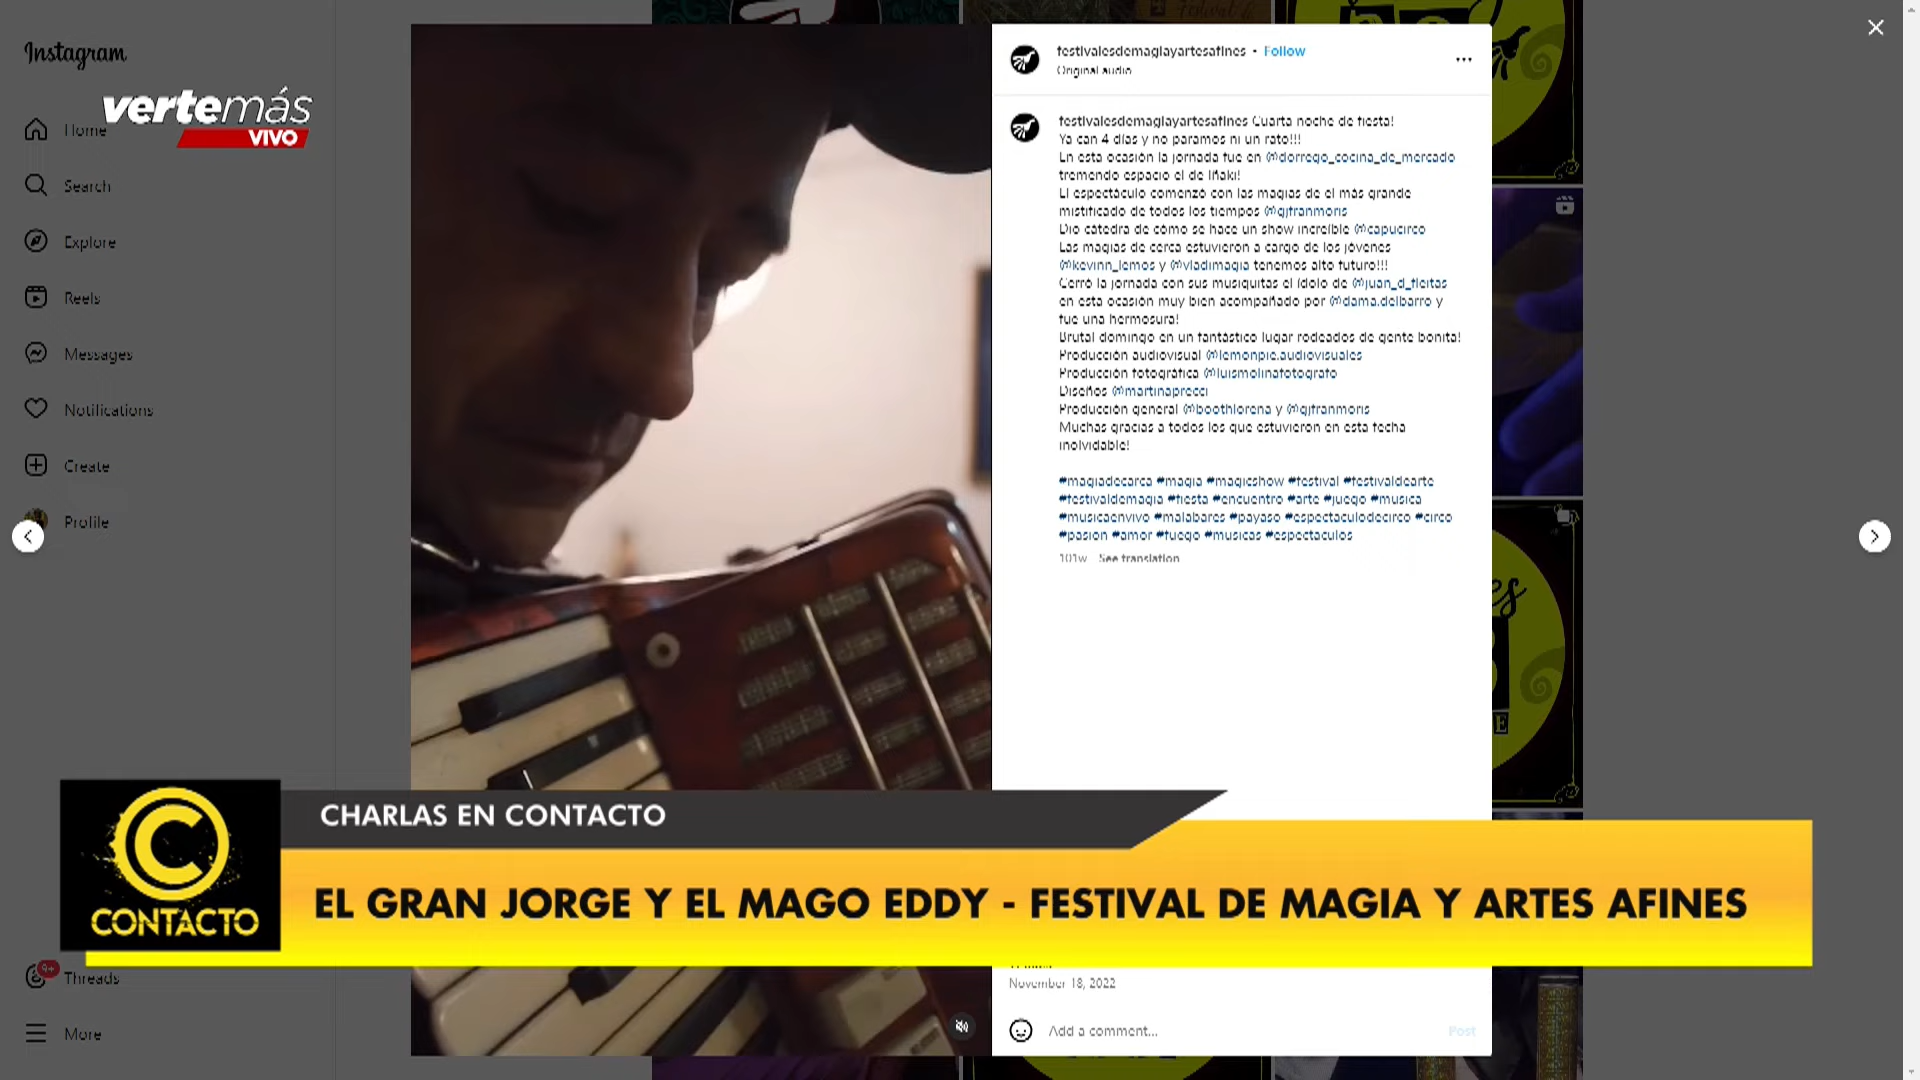 Instagram
vertemás
VIVO
Home
Search
Explore
Reels
Messages
Notifications
Create
Profile
9+
Threads
More
festivalesdemagiayartesafines • Follow
Original audio
festivalesdemagiayartesafines Cuarta noche de fiesta!
Ya can 4 días y no paramos ni un rato!!!
En esta ocasión la jornada fue en @dorrego_cocina_de_mercado
tremendo espacio el de Iñaki!
El espectáculo comenzó con las magias de el más grande
mistificado de todos los tiempos @gjfranmoris
Dio cátedra de cómo se hace un show increíble @capucirco
Las magias de cerca estuvieron a cargo de los jóvenes
@kevinn_lemos y @vladimagia tenemos alto futuro!!!
Cerró la jornada con sus musiquitas el ídolo de @juan_d_fleitas
en esta ocasión muy bien acompañado por @dama.delbarro y
fue una hermosura!
Brutal domingo en un fantástico lugar rodeados de gente bonita!
Producción audiovisual @lemonpie.audiovisuales
Producción fotográfica @luismolinafotografo
Diseños @martinaprecci
Producción general @boothlorena y @gjfranmoris
Muchas gracias a todos los que estuvieron en esta fecha
inolvidable!
#magiadecarca #magia #magicshow #festival #festivaldearte
#festivaldemagia #fiesta #encuentro #arte #juego #musica
#musicaenvivo #malabares #payaso #espectaculodecirco #circo
#pasion #amor #fuego #musicas #espectaculos
101w See translation
November 18, 2022
Add a comment...
Post
CHARLAS EN CONTACTO
CONTACTO
EL GRAN JORGE Y EL MAGO EDDY - FESTIVAL DE MAGIA Y ARTES AFINES